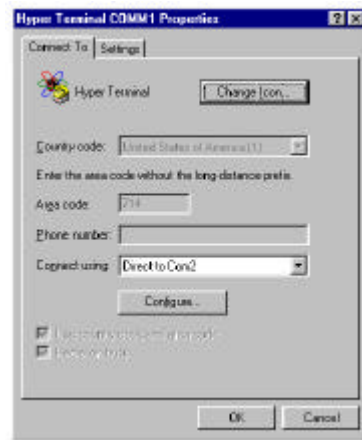 Hyper Terminal COMM1 Properties
Connect To
Settings
Hyper Terminal
Change Icon...
Country code:
United States of America (1)
Enter the area code without the long-distance prefix.
Area code:
214
Phone number:
Connect using:
Direct to Com2
Configure...
OK
Cancel